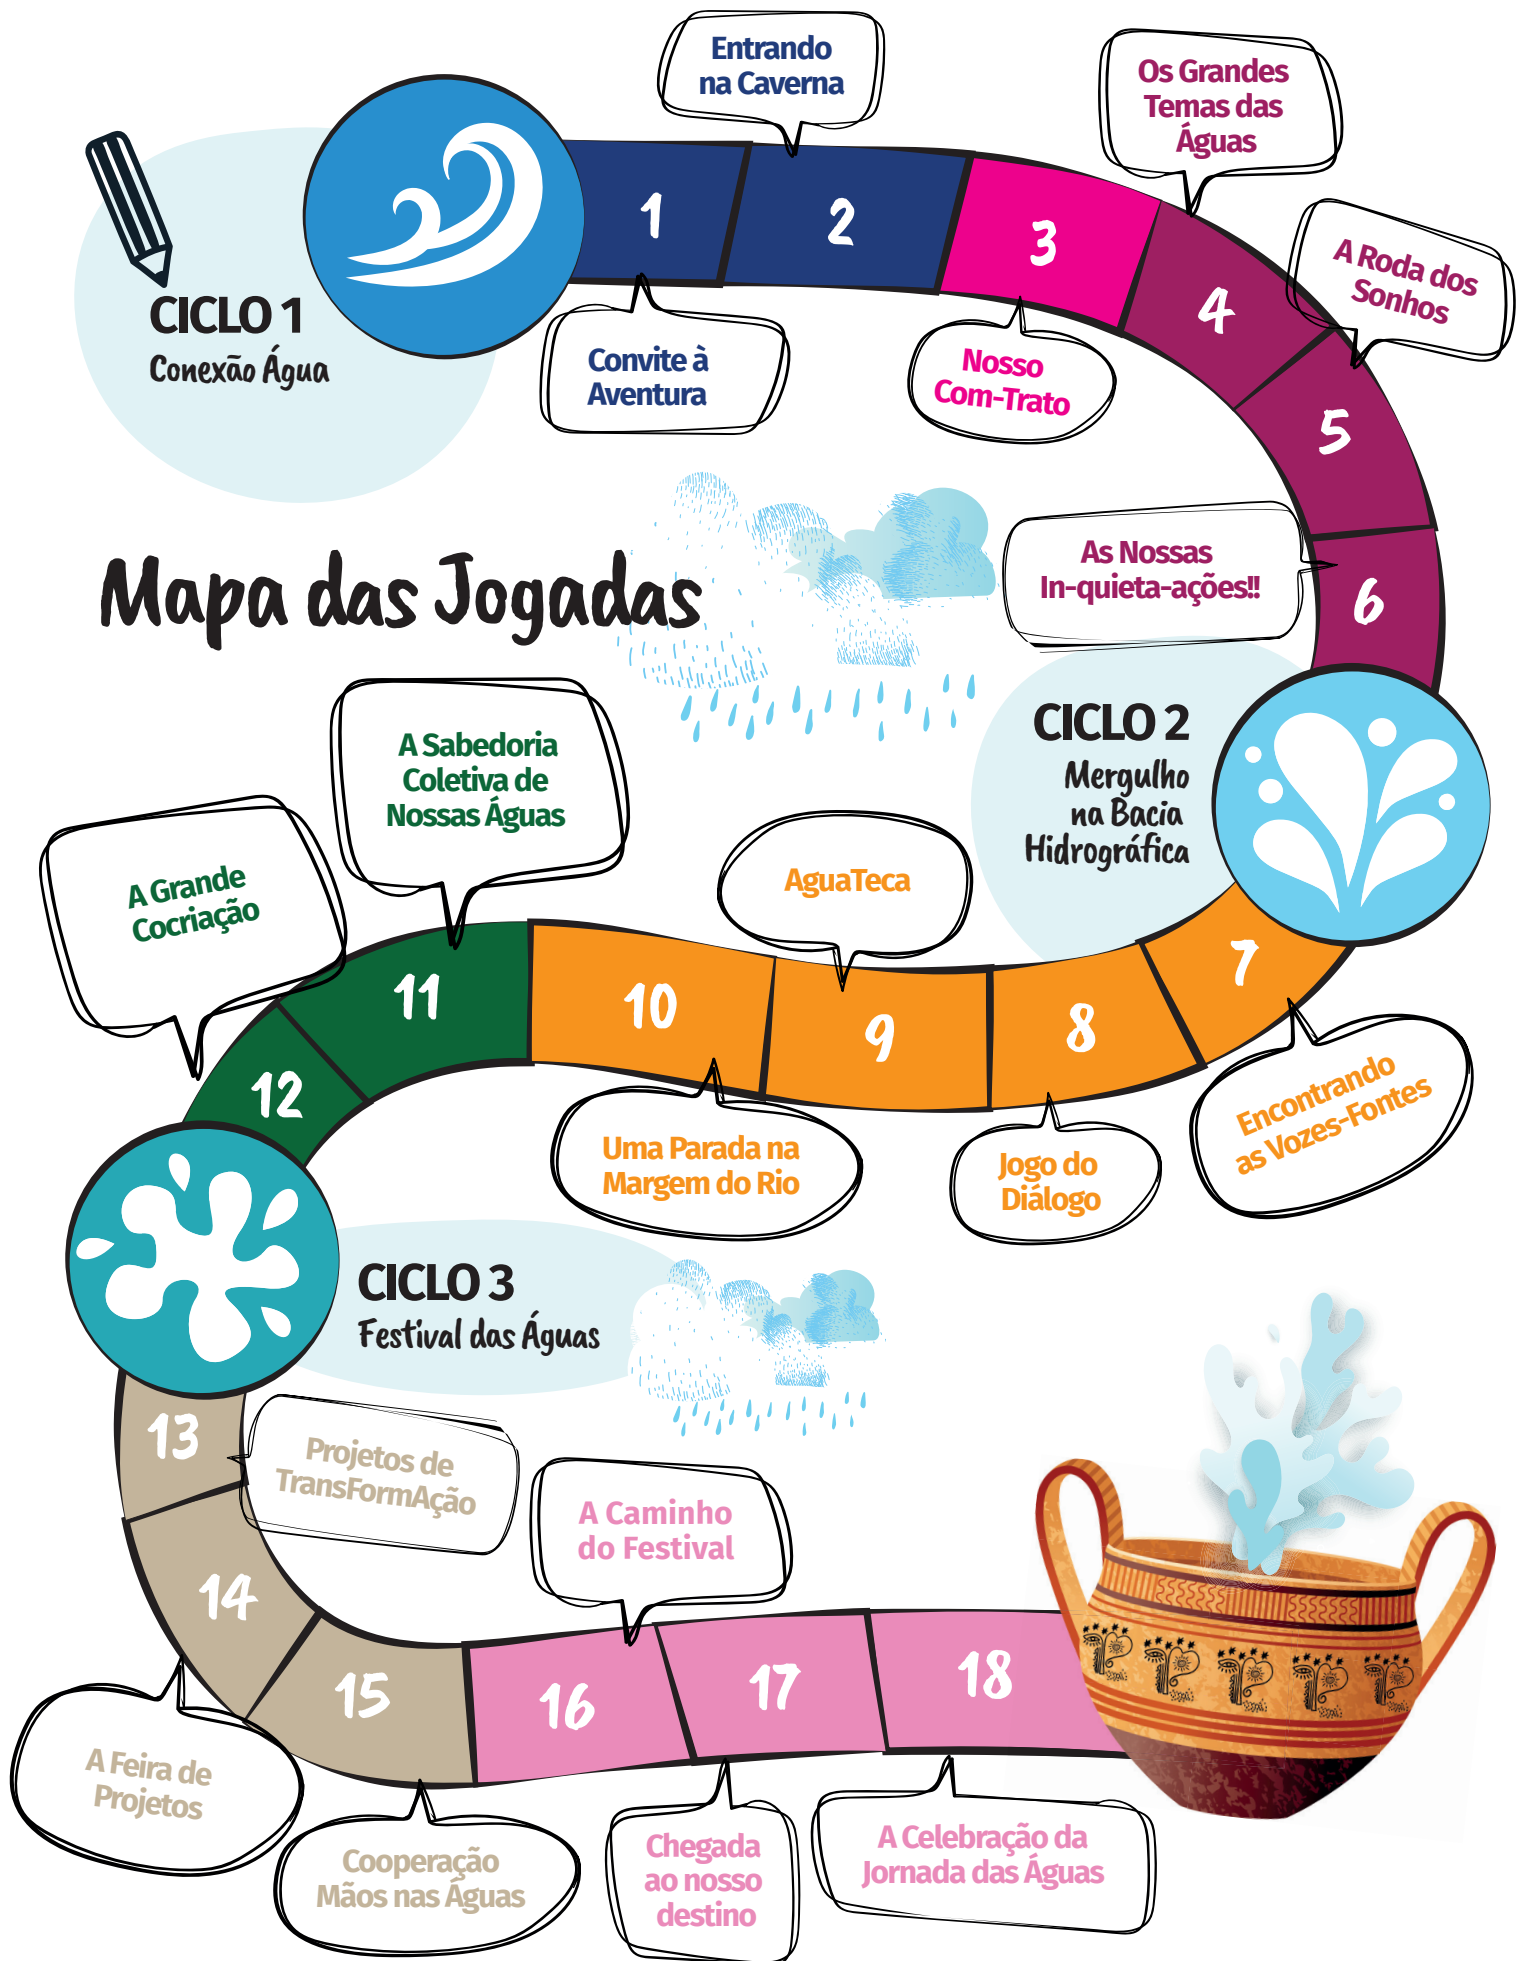 Entrando
na Caverna
Os Grandes
Temas das
Águas
1
2
3
4
A Roda dos
Sonhos
CICLO 1
Conexão Água
Convite à
Aventura
Nosso
Com-Trato
5
Mapa das Jogadas
As Nossas
In-quieta-ações!!
6
CICLO 2
Mergulho
na Bacia
Hidrográfica
A Sabedoria
Coletiva de
Nossas Águas
A Grande
Cocriação
AguaTeca
7
8
9
10
11
12
Encontrando
as Vozes-Fontes
Jogo do
Diálogo
Uma Parada na
Margem do Rio
CICLO 3
Festival das Águas
13
Projetos de
TransFormAção
A Caminho
do Festival
14
15
16
17
18
A Feira de
Projetos
Cooperação
Mãos nas Águas
Chegada
ao nosso
destino
A Celebração da
Jornada das Águas